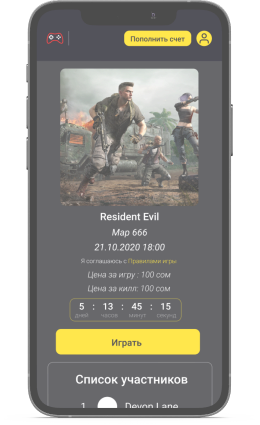 Пополнить счет
Resident Evil
Map 666
21.10.2020 18:00
Я соглашаюсь с Правилами игры
Цена за игру : 100 сом
Цена за килл: 100 сом
5 : 13 : 45 : 15
дней часов минут секунд
Играть
Список участников
1 Devon Lane